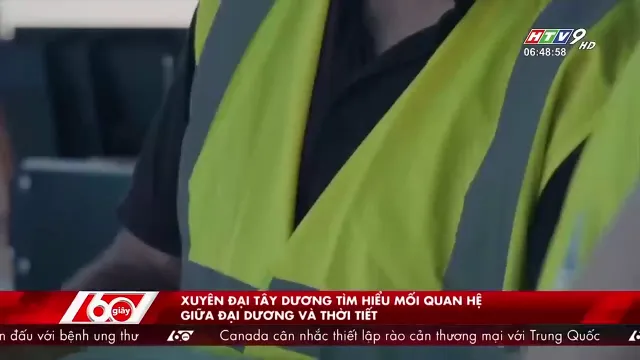 HTV9 HD
06:48:58
XUYÊN ĐẠI TÂY DƯƠNG TÌM HIỂU MỐI QUAN HỆ
GIỮA ĐẠI DƯƠNG VÀ THỜI TIẾT
60 giây
n đấu với bệnh ung thư 60 Canada cân nhắc thiết lập rào cản thương mại với Trung Quốc 60